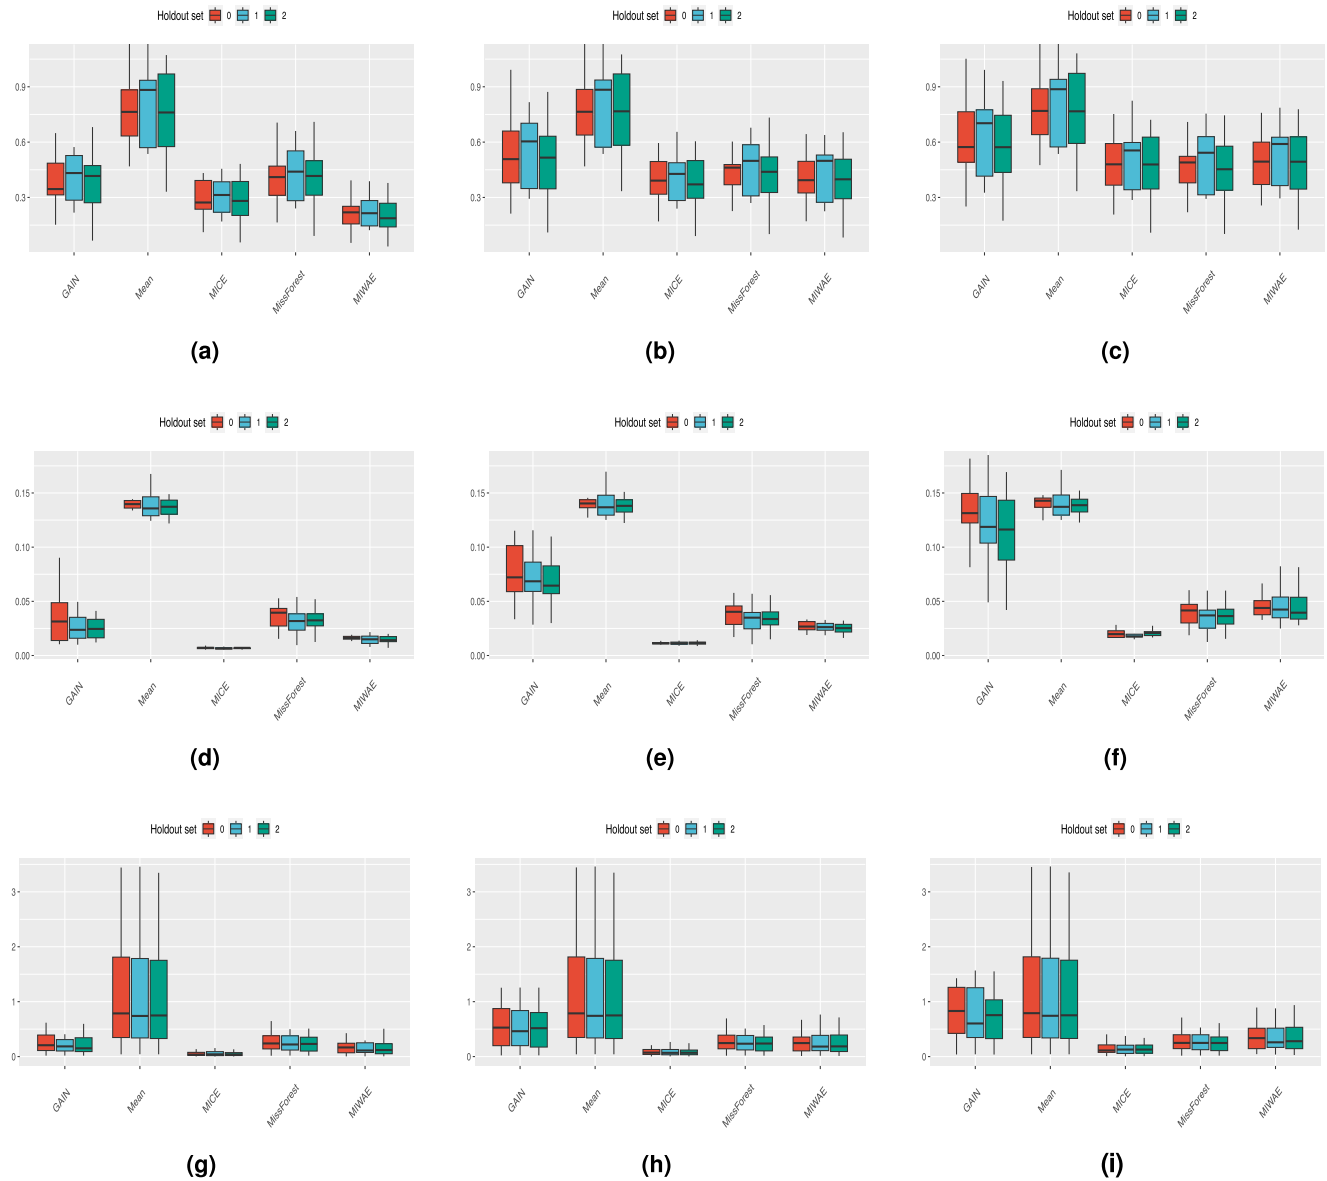 Holdout set 0 1 2
Holdout set 0 1 2
Holdout set 0 1 2
0.9
0.6
0.3
GAIN Mean MICE MissForest MIWAE
0.9
0.6
0.3
GAIN Mean MICE MissForest MIWAE
0.9
0.6
0.3
GAIN Mean MICE MissForest MIWAE
(a)
(b)
(c)
Holdout set 0 1 2
Holdout set 0 1 2
Holdout set 0 1 2
0.15
0.10
0.05
0.00
GAIN Mean MICE MissForest MIWAE
0.15
0.10
0.05
0.00
GAIN Mean MICE MissForest MIWAE
0.15
0.10
0.05
0.00
GAIN Mean MICE MissForest MIWAE
(d)
(e)
(f)
Holdout set 0 1 2
Holdout set 0 1 2
Holdout set 0 1 2
3
2
1
0
GAIN Mean MICE MissForest MIWAE
3
2
1
0
GAIN Mean MICE MissForest MIWAE
3
2
1
0
GAIN Mean MICE MissForest MIWAE
(g)
(h)
(i)